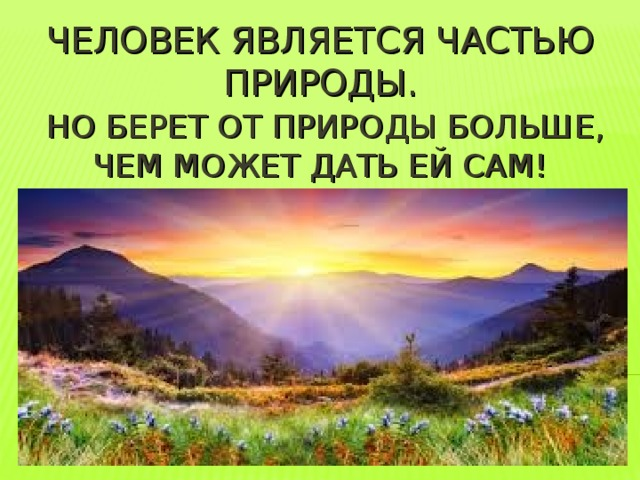 ЧЕЛОВЕК ЯВЛЯЕТСЯ ЧАСТЬЮ
ПРИРОДЫ.
НО БЕРЕТ ОТ ПРИРОДЫ БОЛЬШЕ,
ЧЕМ МОЖЕТ ДАТЬ ЕЙ САМ!